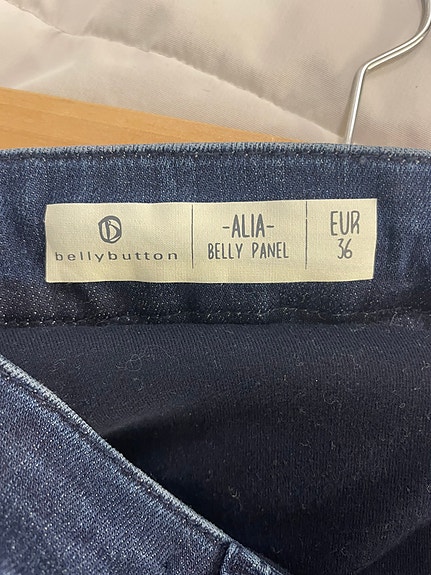 bellybutton
-ALIA-
BELLY PANEL
EUR
36